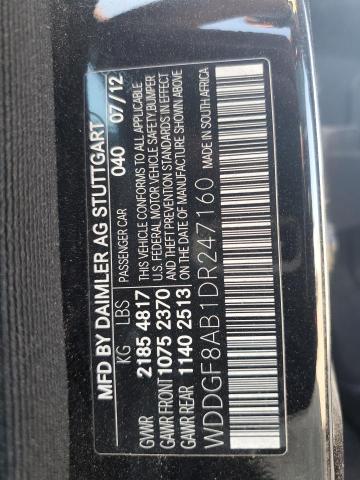 MFD BY DAIMLER AG STUTTGART
KG LBS PASSENGER CAR 040 07/12
GVWR 2185 4817 THIS VEHICLE CONFORMS TO ALL APPLICABLE
U.S. FEDERAL MOTOR VEHICLE SAFETY, BUMPER
GAWR FRONT 1075 2370 AND THEFT PREVENTION STANDARDS IN EFFECT
GAWR REAR 1140 2513 ON THE DATE OF MANUFACTURE SHOWN ABOVE
WDDGF8AB1DR247160 MADE IN SOUTH AFRICA